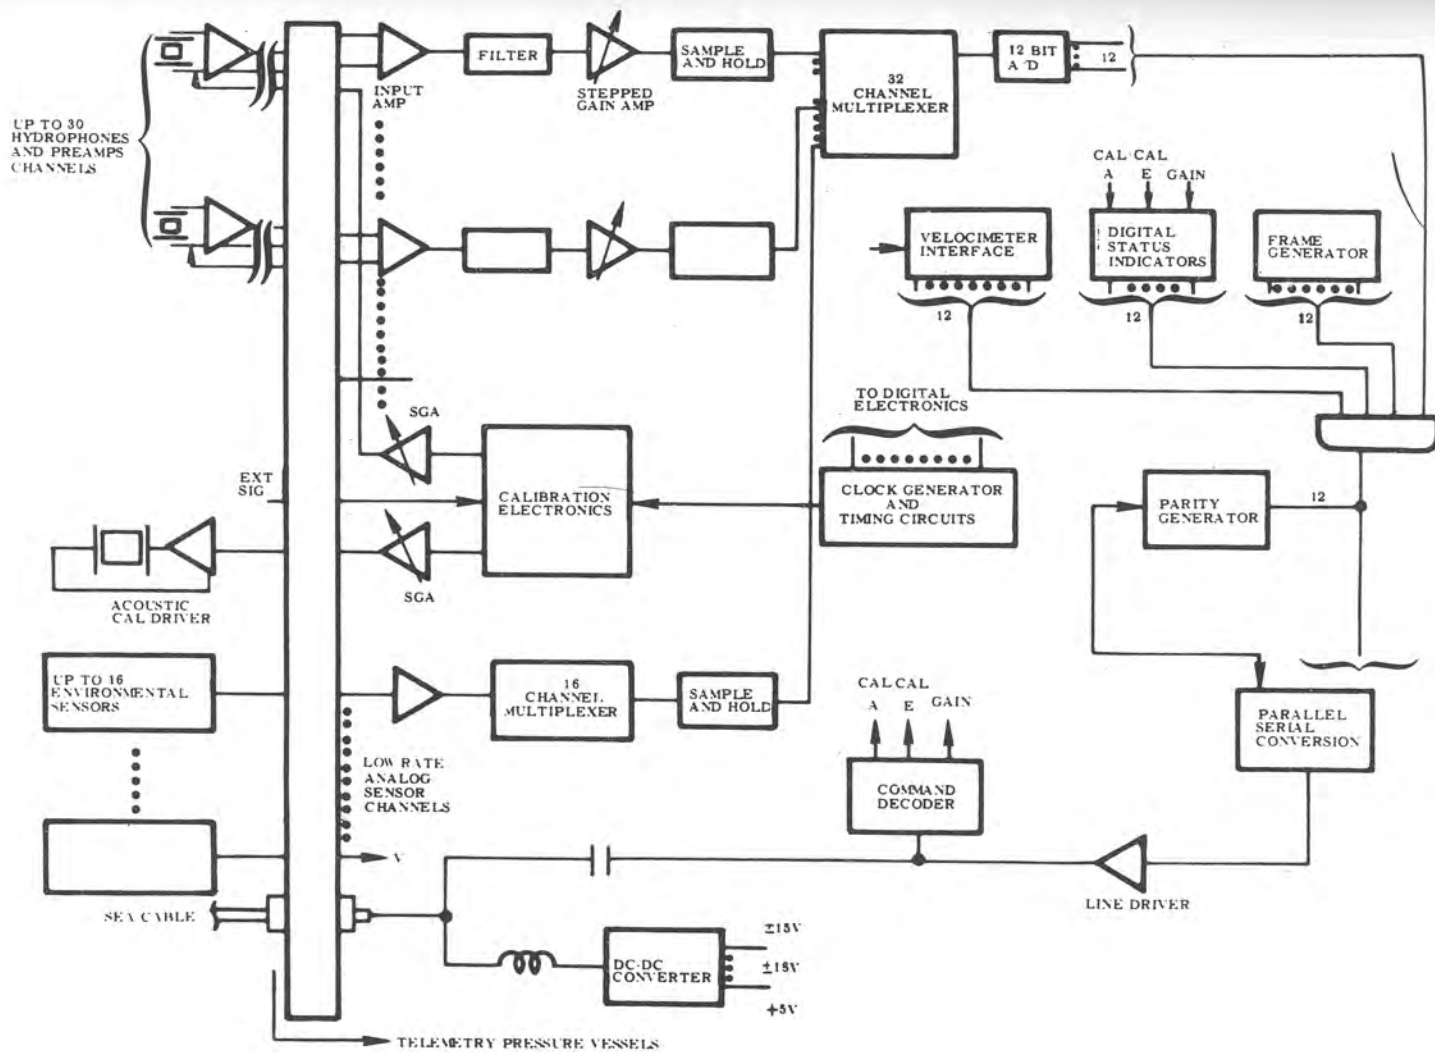 UP TO 30
HYDROPHONES
AND PREAMPS
CHANNELS
INPUT
AMP
FILTER
STEPPED
GAIN AMP
SAMPLE
AND HOLD
32
CHANNEL
MULTIPLEXER
12 BIT
A/D
12
CAL CAL
A E GAIN
VELOCIMETER
INTERFACE
12
DIGITAL
STATUS
INDICATORS
12
FRAME
GENERATOR
12
TO DIGITAL
ELECTRONICS
CLOCK GENERATOR
AND
TIMING CIRCUITS
SGA
EXT
SIG
CALIBRATION
ELECTRONICS
SGA
PARITY
GENERATOR
12
ACOUSTIC
CAL DRIVER
UP TO 16
ENVIRONMENTAL
SENSORS
16
CHANNEL
MULTIPLEXER
SAMPLE
AND HOLD
CAL CAL
A E GAIN
COMMAND
DECODER
PARALLEL
SERIAL
CONVERSION
LOW RATE
ANALOG
SENSOR
CHANNELS
V
LINE DRIVER
SEA CABLE
DC-DC
CONVERTER
±15V
±18V
+5V
TELEMETRY PRESSURE VESSELS